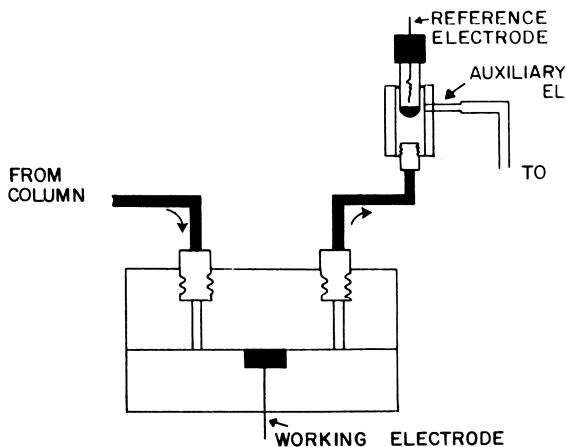 REFERENCE
ELECTRODE
AUXILIARY
EL
TO
FROM
COLUMN
WORKING ELECTRODE